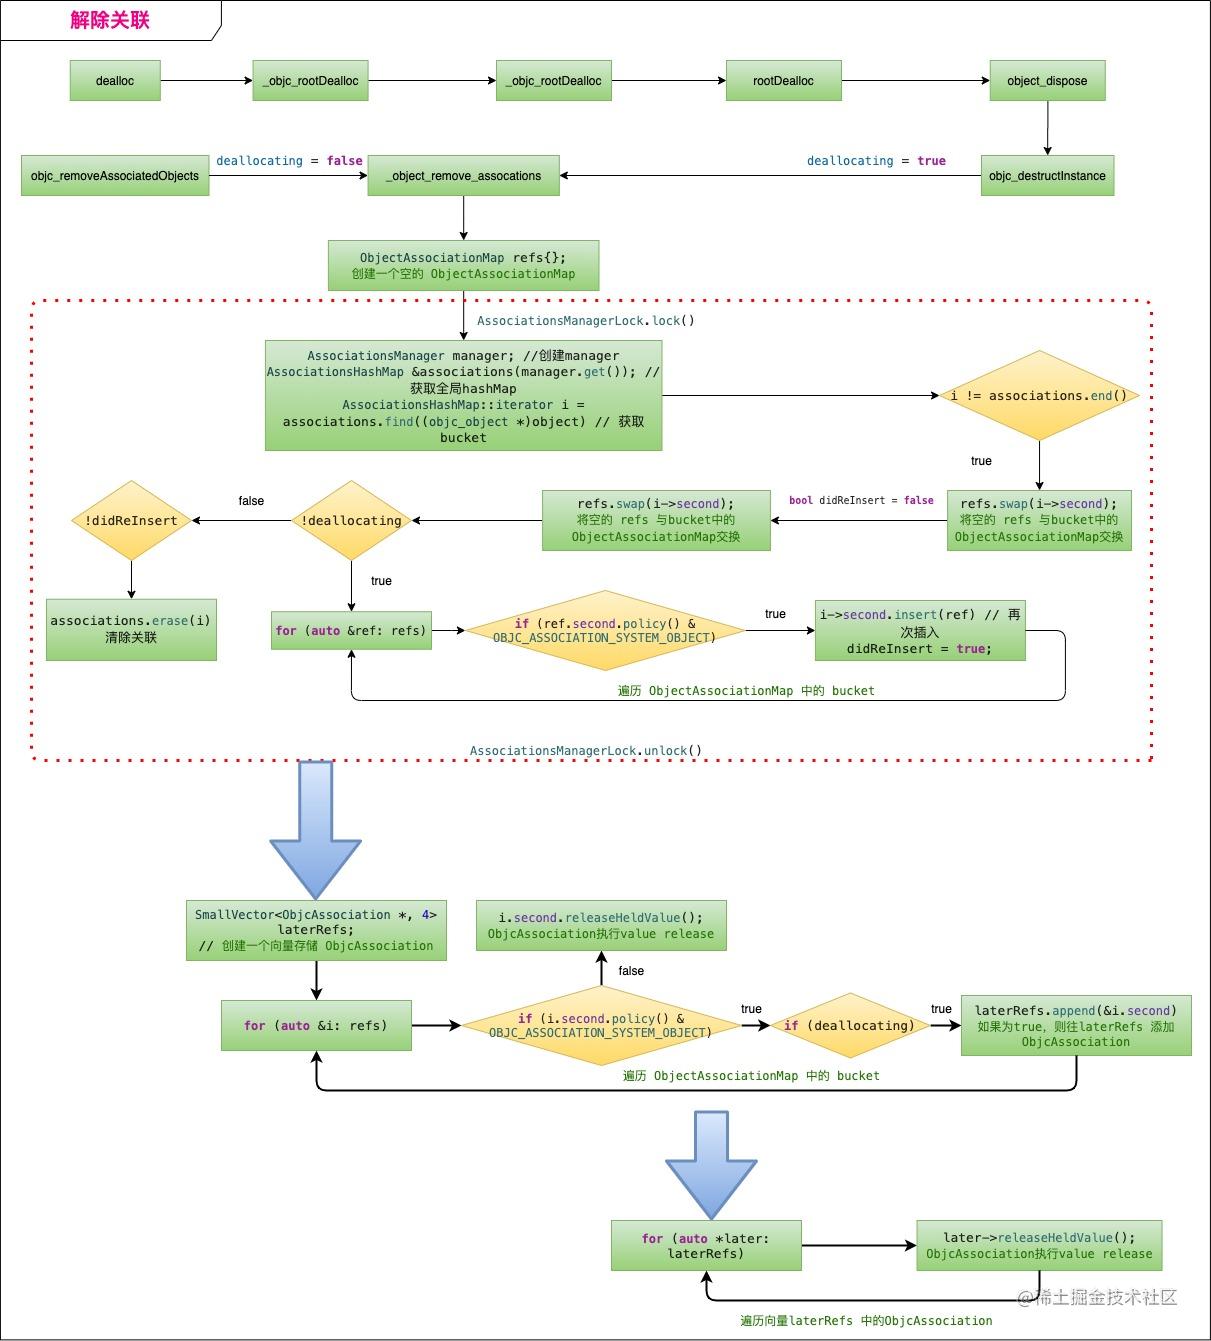 解除关联
dealloc
_objc_rootDealloc
_objc_rootDealloc
rootDealloc
object_dispose
objc_removeAssociatedObjects
deallocating = false
_object_remove_assocations
deallocating = true
objc_destructInstance
ObjectAssociationMap refs{};
创建一个空的 ObjectAssociationMap
AssociationsManagerLock.lock()
AssociationsManager manager; //创建manager
AssociationsHashMap &associations(manager.get()); //
获取全局hashMap
AssociationsHashMap::iterator i =
associations.find((objc_object *)object) // 获取
bucket
i != associations.end()
true
!didReInsert
false
!deallocating
refs.swap(i->second);
将空的 refs 与bucket中的
ObjectAssociationMap交换
bool didReInsert = false
refs.swap(i->second);
将空的 refs 与bucket中的
ObjectAssociationMap交换
true
associations.erase(i)
清除关联
for (auto &ref: refs)
if (ref.second.policy() &
OBJC_ASSOCIATION_SYSTEM_OBJECT)
true
i->second.insert(ref) // 再
次插入
didReInsert = true;
遍历 ObjectAssociationMap 中的 bucket
AssociationsManagerLock.unlock()
SmallVector<ObjcAssociation *, 4>
laterRefs;
// 创建一个向量存储 ObjcAssociation
i.second.releaseHeldValue();
ObjcAssociation执行value release
false
for (auto &i: refs)
if (i.second.policy() &
OBJC_ASSOCIATION_SYSTEM_OBJECT)
true
if (deallocating)
true
laterRefs.append(&i.second)
如果为true，则往laterRefs 添加
ObjcAssociation
遍历 ObjectAssociationMap 中的 bucket
for (auto *later:
laterRefs)
later->releaseHeldValue();
ObjcAssociation执行value release
@稀土掘金技术社区
遍历向量laterRefs 中的ObjcAssociation